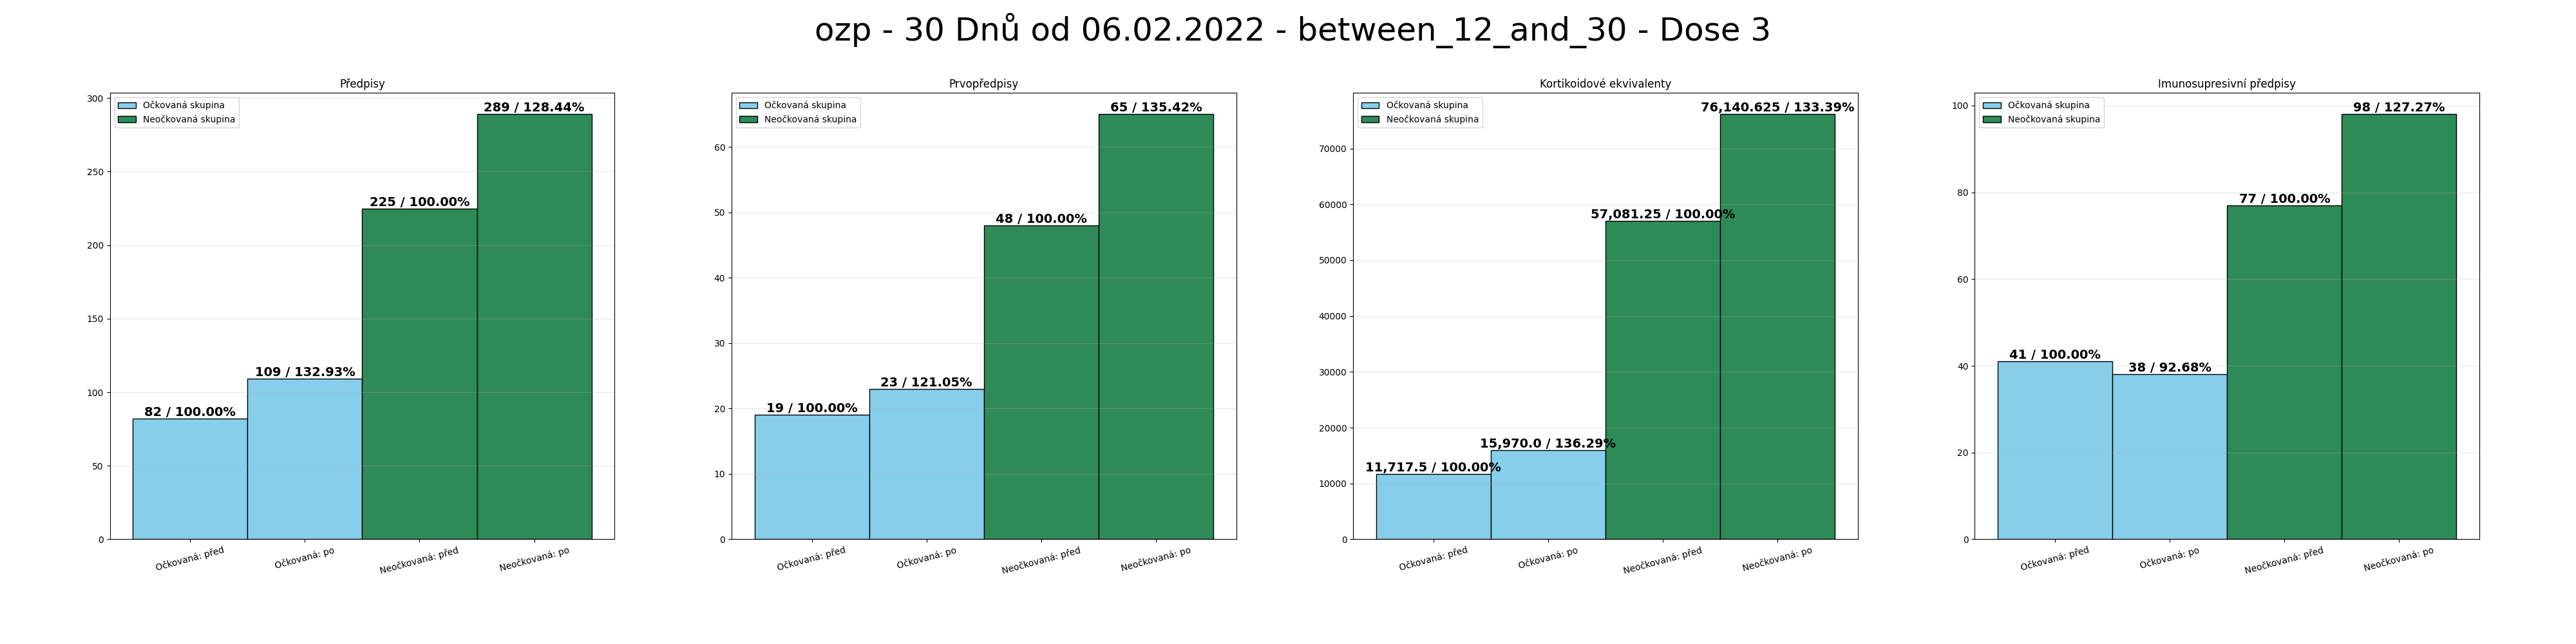 ozp - 30 Dnů od 06.02.2022 - between_12_and_30 - Dose 3
Předpisy
Očkovaná skupina
Neočkovaná skupina
300
250
200
150
100
50
0
82 / 100.00%
109 / 132.93%
225 / 100.00%
289 / 128.44%
Očkovaná: před
Očkovaná: po
Neočkovaná: před
Neočkovaná: po
Prvopředpisy
Očkovaná skupina
Neočkovaná skupina
60
50
40
30
20
10
0
19 / 100.00%
23 / 121.05%
48 / 100.00%
65 / 135.42%
Očkovaná: před
Očkovaná: po
Neočkovaná: před
Neočkovaná: po
Kortikoidové ekvivalenty
Očkovaná skupina
Neočkovaná skupina
70000
60000
50000
40000
30000
20000
10000
0
11,717.5 / 100.00%
15,970.0 / 136.29%
57,081.25 / 100.00%
76,140.625 / 133.39%
Očkovaná: před
Očkovaná: po
Neočkovaná: před
Neočkovaná: po
Imunosupresivní předpisy
Očkovaná skupina
Neočkovaná skupina
100
80
60
40
20
0
41 / 100.00%
38 / 92.68%
77 / 100.00%
98 / 127.27%
Očkovaná: před
Očkovaná: po
Neočkovaná: před
Neočkovaná: po